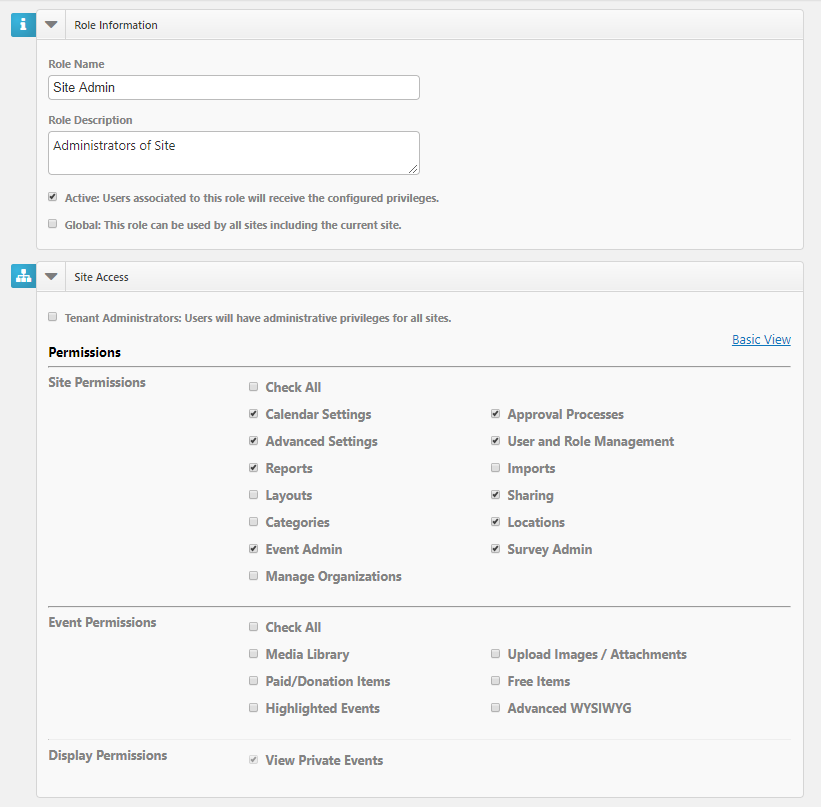 Role Information
Role Name
Site Admin
Role Description
Administrators of Site
Active: Users associated to this role will receive the configured privileges.
Global: This role can be used by all sites including the current site.
Site Access
Tenant Administrators: Users will have administrative privileges for all sites.
Basic View
Permissions
Site Permissions
Check All
Calendar Settings Approval Processes
Advanced Settings User and Role Management
Reports Imports
Layouts Sharing
Categories Locations
Event Admin Survey Admin
Manage Organizations
Event Permissions Check All
Media Library Upload Images / Attachments
Paid/Donation Items Free Items
Highlighted Events Advanced WYSIWYG
Display Permissions View Private Events